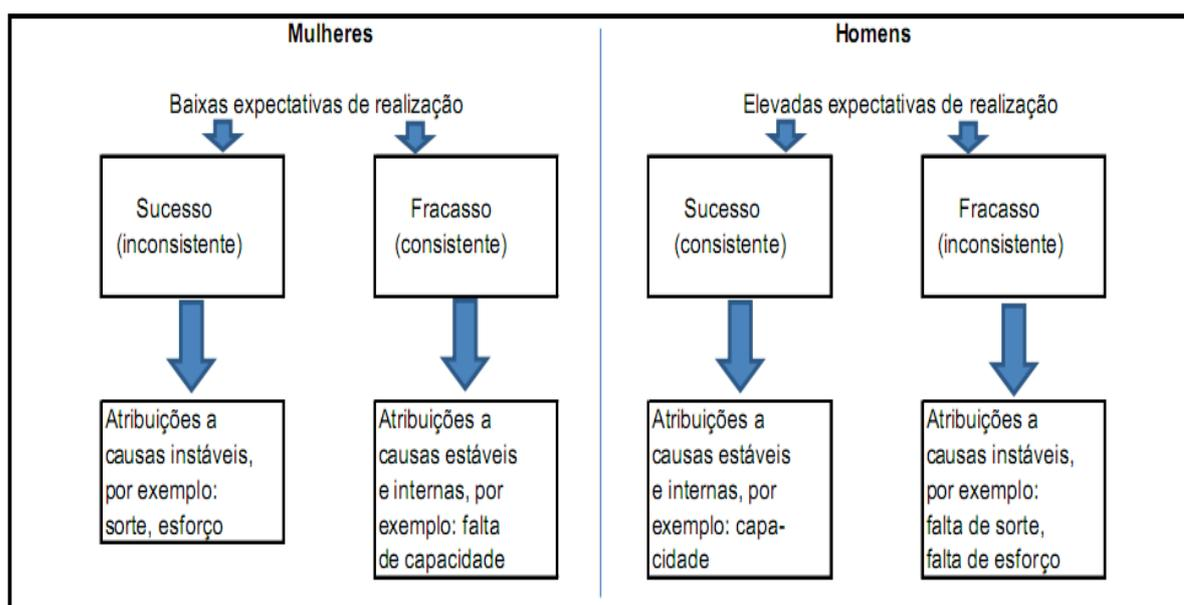 Mulheres
Baixas expectativas de realização
Sucesso
(inconsistente)
Fracasso
(consistente)
Atribuições a
causas instáveis,
por exemplo:
sorte, esforço
Atribuições a
causas estáveis
e internas, por
exemplo: falta
de capacidade
Homens
Elevadas expectativas de realização
Sucesso
(consistente)
Fracasso
(inconsistente)
Atribuições a
causas estáveis
e internas, por
exemplo: capa-
cidade
Atribuições a
causas instáveis,
por exemplo:
falta de sorte,
falta de esforço